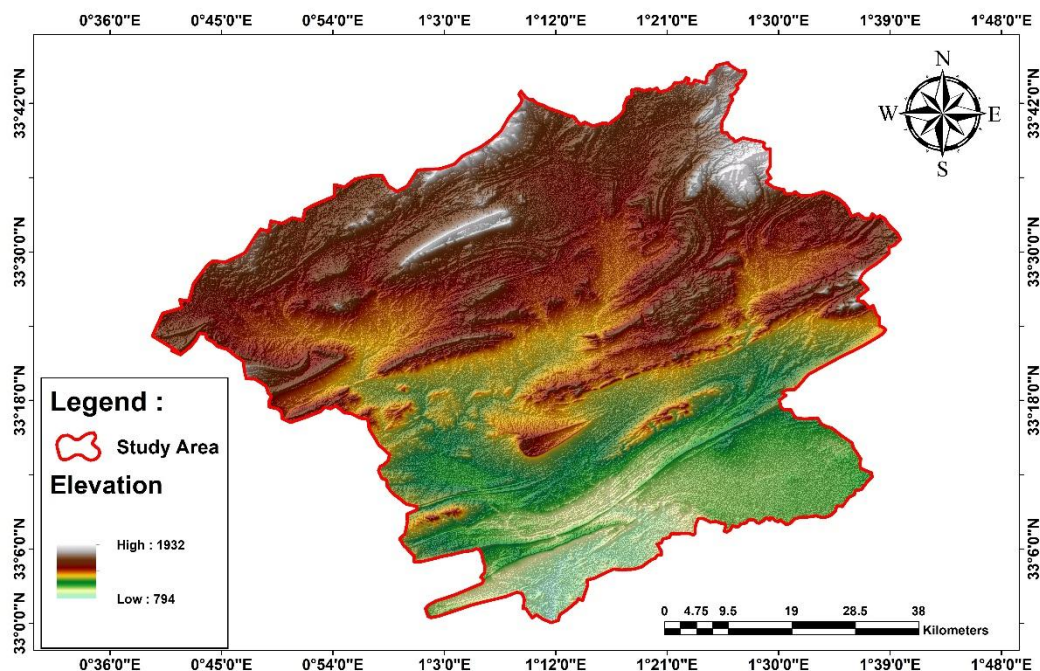 0°36'0"E 0°45'0"E 0°54'0"E 1°3'0"E 1°12'0"E 1°21'0"E 1°30'0"E 1°39'0"E 1°48'0"E
33°42'0"N 33°42'0"N
N
W E
S
33°30'0"N 33°30'0"N
33°18'0"N 33°18'0"N
Legend :
Study Area
Elevation
High : 1932
Low : 794
33°6'0"N 33°6'0"N
33°0'0"N
0 4.75 9.5 19 28.5 38
Kilometers
0°36'0"E 0°45'0"E 0°54'0"E 1°3'0"E 1°12'0"E 1°21'0"E 1°30'0"E 1°39'0"E 1°48'0"E